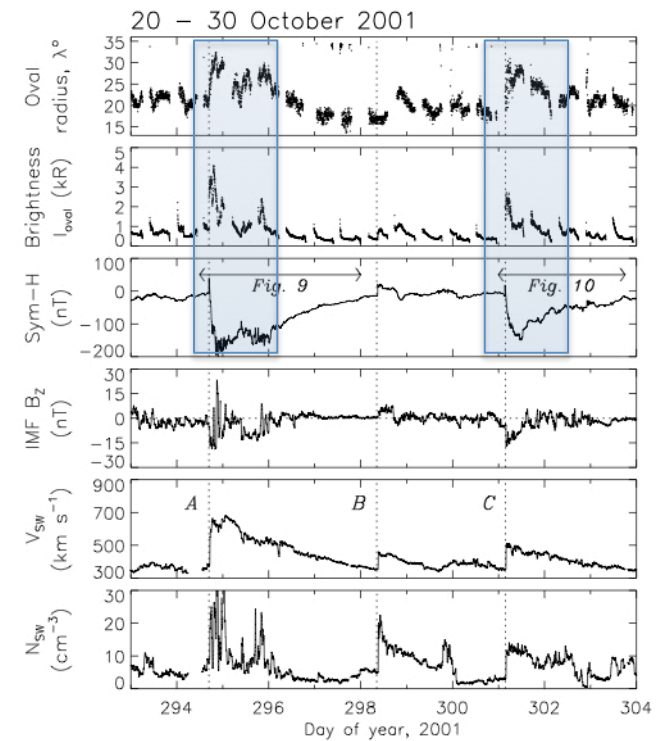 20 – 30 October 2001
Oval
radius, λ°
35
30
25
20
15
Brightness
I_oval (kR)
5
4
3
2
1
0
Sym-H
(nT)
100
0
-100
-200
Fig. 9
Fig. 10
IMF B_Z
(nT)
30
15
0
-15
-30
V_SW
(km s⁻¹)
900
700
500
300
A
B
C
N_SW
(cm⁻³)
30
20
10
0
294 296 298 300 302 304
Day of year, 2001